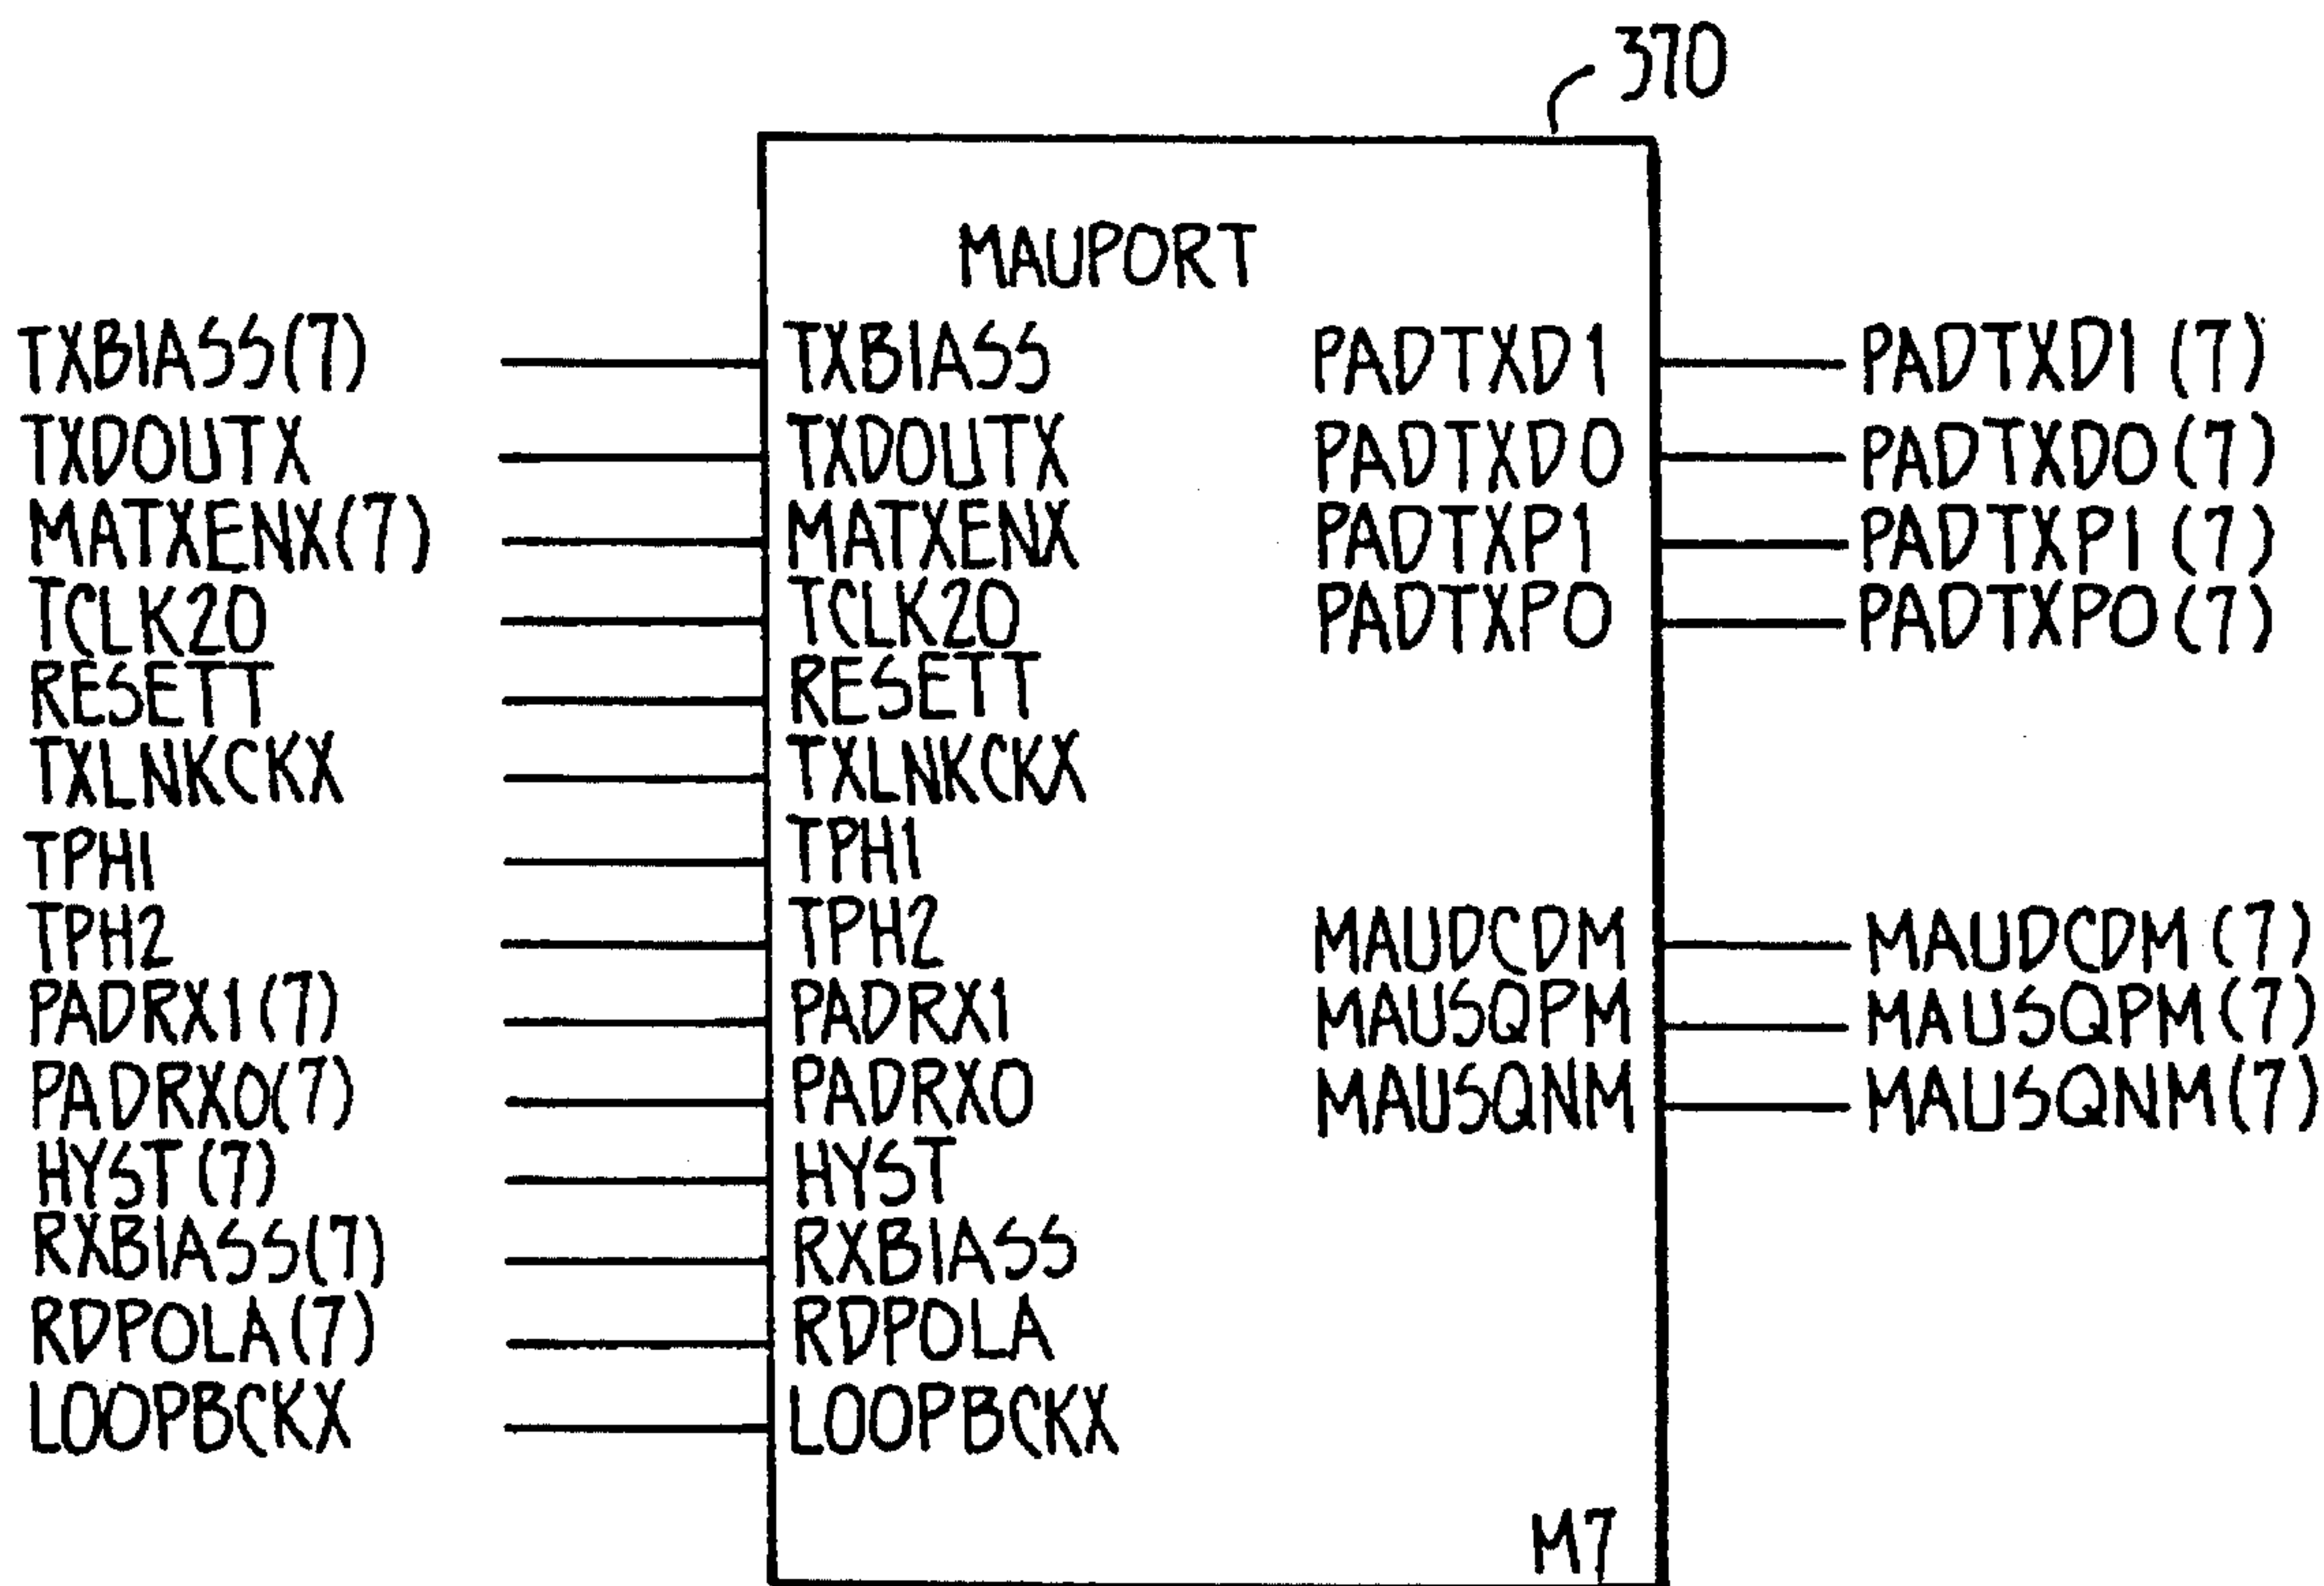 370
MAUPORT
TXBIASS(7) TXBIASS PADTXD1 PADTXD1(7)
TXDOUTX TXDOUTX PADTXD0 PADTXD0(7)
MATXENX(7) MATXENX PADTXP1 PADTXP1(7)
TCLK20 TCLK20 PADTXP0 PADTXP0(7)
RESETT RESETT
TXLNKCKX TXLNKCKX
TPH1 TPH1
TPH2 TPH2 MAUDCDM MAUDCDM(7)
PADRX1(7) PADRX1 MAUSQPM MAUSQPM(7)
PADRX0(7) PADRX0 MAUSQNM MAUSQNM(7)
HYST(7) HYST
RXBIASS(7) RXBIASS
RDPOLA(7) RDPOLA
LOOPBCKX LOOPBCKX
M7